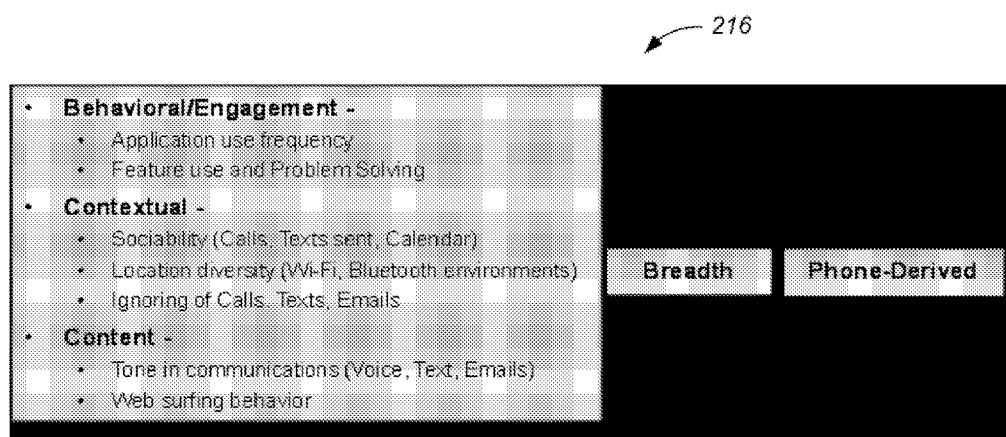 216
• Behavioral/Engagement -
• Application use frequency
• Feature use and Problem Solving
• Contextual -
• Sociability (Calls, Texts sent, Calendar)
• Location diversity (Wi-Fi, Bluetooth environments)
• Ignoring of Calls, Texts, Emails
• Content -
• Tone in communications (Voice, Text, Emails)
• Web surfing behavior
Breadth
Phone-Derived